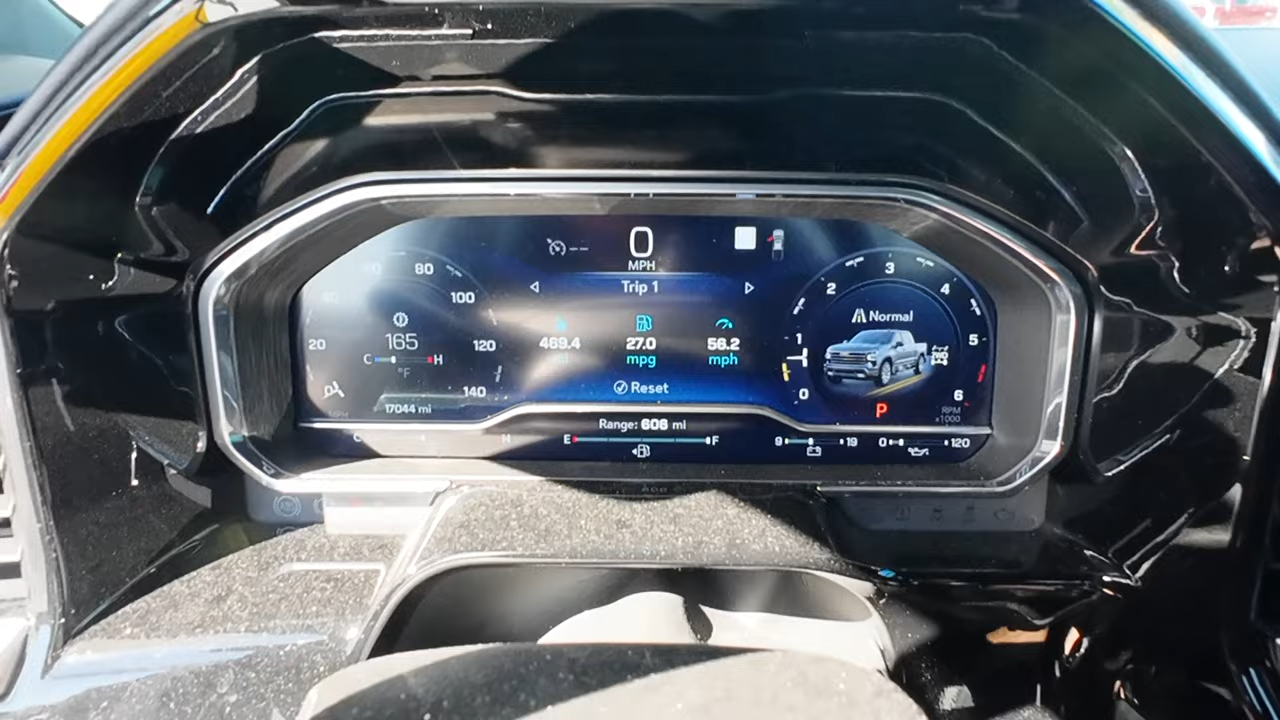 0
MPH
Trip 1
80
100
120
140
20
165
C H
°F
17044 mi
469.4
27.0
56.2
mpg
mph
Reset
3
2
4
1
5
0
6
Normal
2WD
P
RPM
x1000
MPH
Range: 606 mi
C H
E F
9 19
0 120